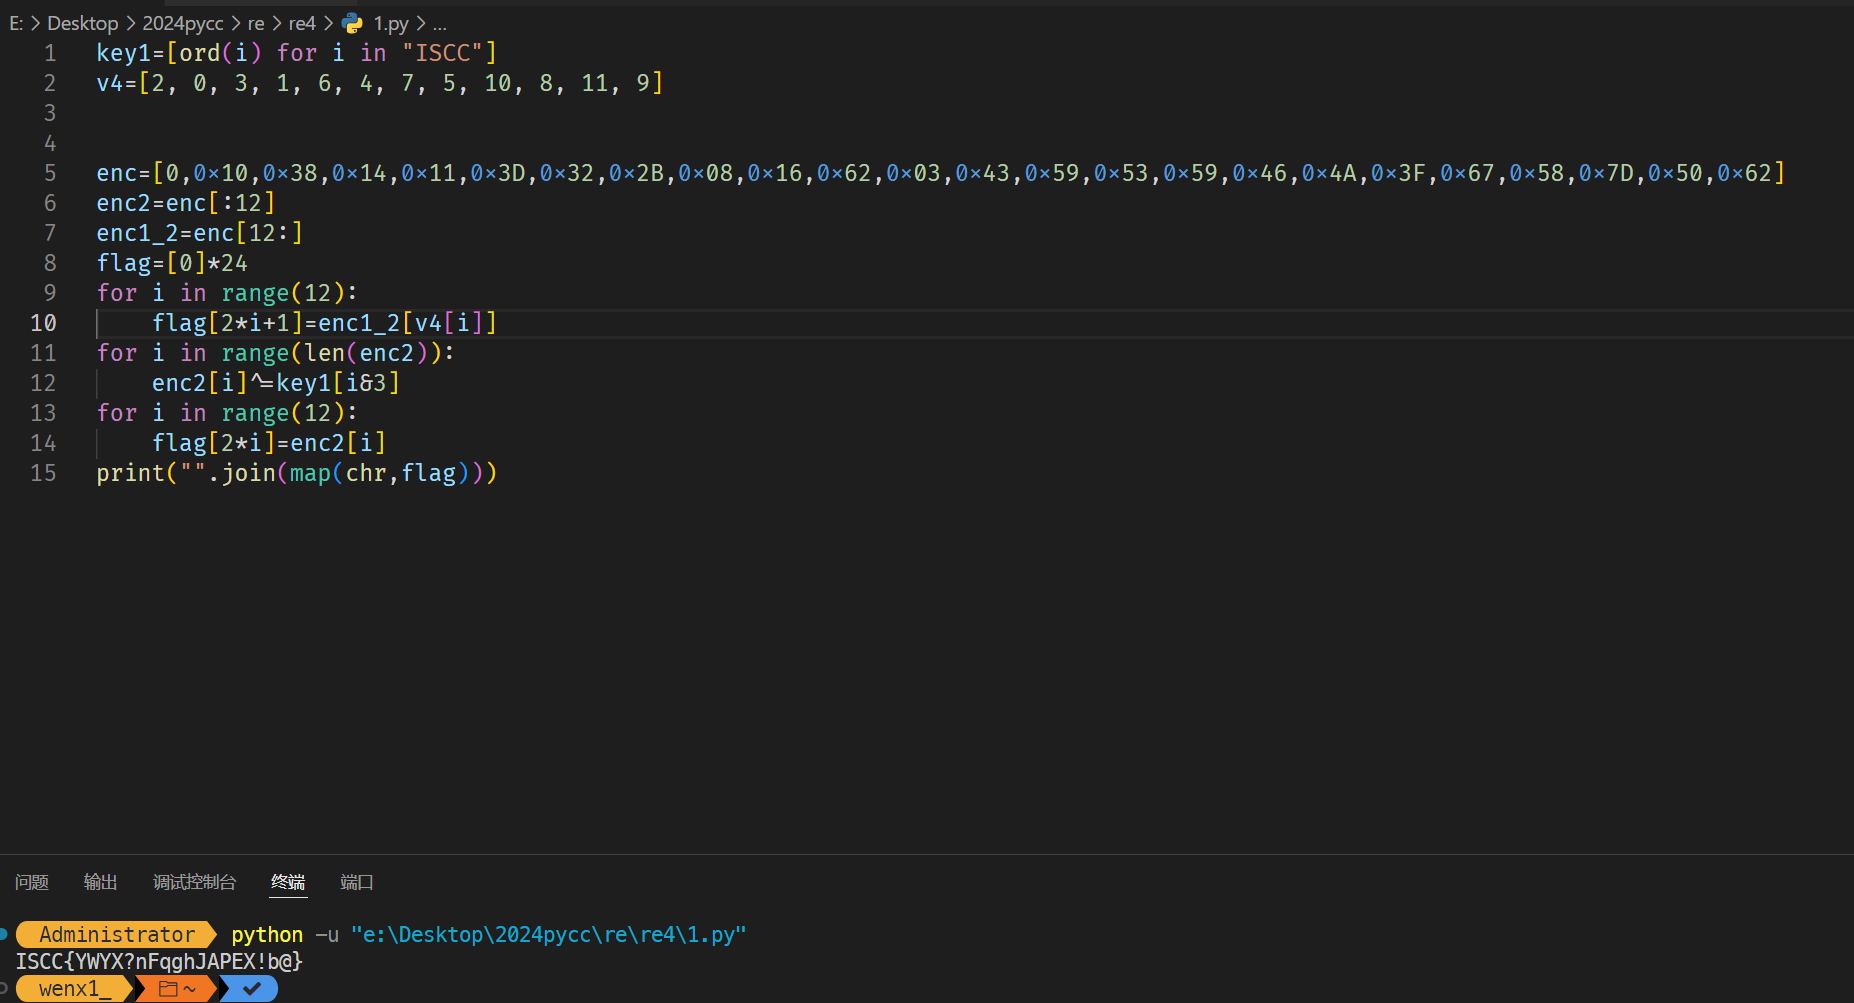 E: > Desktop > 2024pycc > re > re4 > 1.py > ...
1 key1=[ord(i) for i in "ISCC"]
2 v4=[2, 0, 3, 1, 6, 4, 7, 5, 10, 8, 11, 9]
3
4
5 enc=[0,0x10,0x38,0x14,0x11,0x3D,0x32,0x2B,0x08,0x16,0x62,0x03,0x43,0x59,0x53,0x59,0x46,0x4A,0x3F,0x67,0x58,0x7D,0x50,0x62]
6 enc2=enc[:12]
7 enc1_2=enc[12:]
8 flag=[0]*24
9 for i in range(12):
10     flag[2*i+1]=enc1_2[v4[i]]
11 for i in range(len(enc2)):
12     enc2[i]^=key1[i&3]
13 for i in range(12):
14     flag[2*i]=enc2[i]
15 print("".join(map(chr,flag)))
问题 输出 调试控制台 终端 端口
Administrator python -u "e:\Desktop\2024pycc\re\re4\1.py"
ISCC{YWYX?nFqghJAPEX!b@}
wenx1_ ~